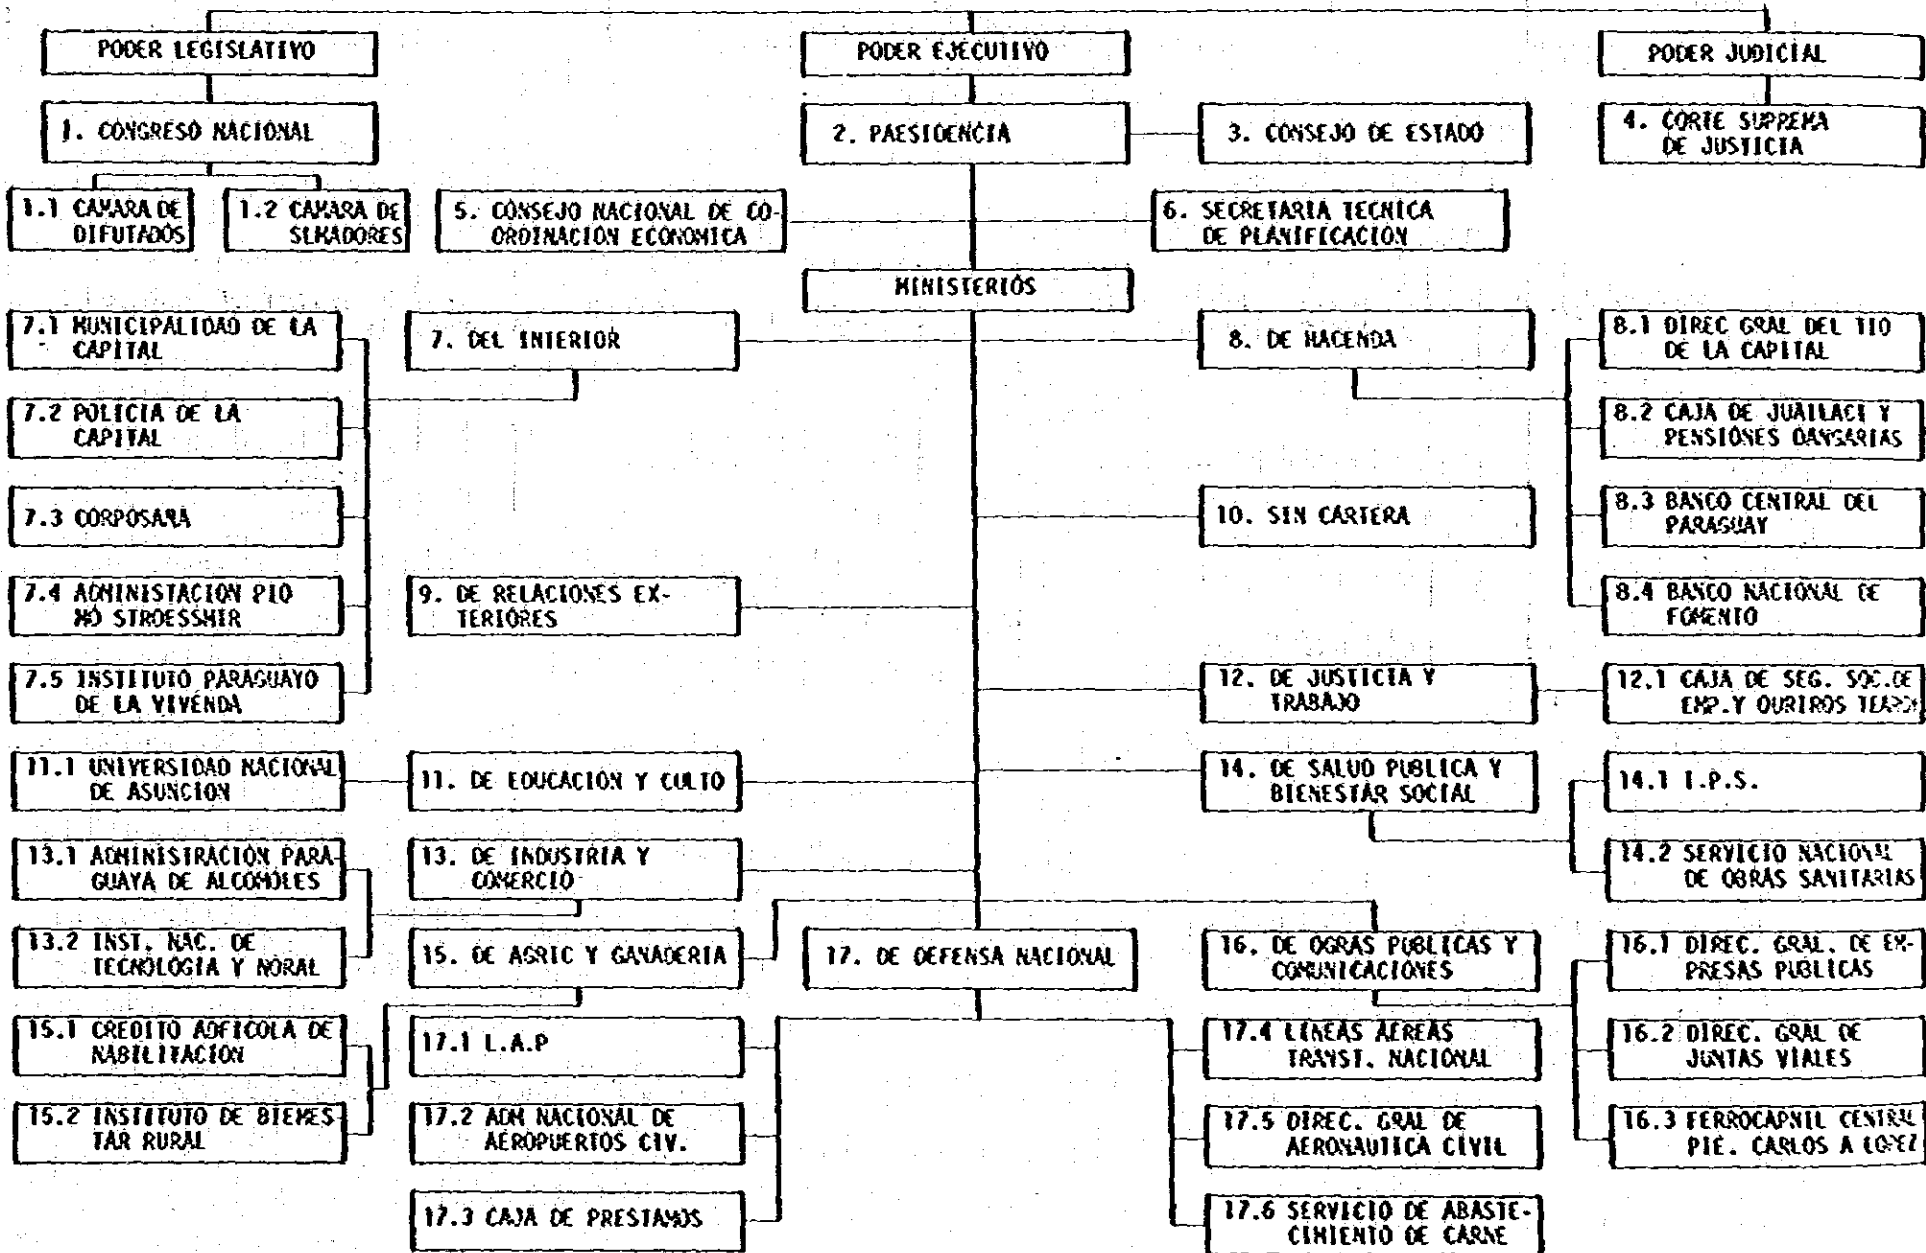 PODER LEGISLATIVO
PODER EJECUTIVO
PODER JUDICIAL
1. CONGRESO NACIONAL
2. PAESIDENCIA
3. CONSEJO DE ESTADO
4. CORTE SUPREMA
DE JUSTICIA
1.1 CAMARA DE
DIFUTADOS
1.2 CAMARA DE
SENADORES
5. CONSEJO NACIONAL DE CO-
ORDINACION ECONOMICA
6. SECRETARIA TECNICA
DE PLANIFICACION
MINISTERIOS
7.1 MUNICIPALIDAD DE LA
CAPITAL
7. DEL INTERIOR
8. DE HACENDA
8.1 DIREC GRAL DEL TIO
DE LA CAPITAL
7.2 POLICIA DE LA
CAPITAL
8.2 CAJA DE JUAILACI Y
PENSIONES DANGARIAS
7.3 CORPOSANA
10. SIN CARTERA
8.3 BANCO CENTRAL DEL
PARAGUAY
7.4 ADMINISTACION PIO
MO STROESSMIR
9. DE RELACIONES EX-
TERIORES
8.4 BANCO NACIONAL DE
FOMENTO
7.5 INSTITUTO PARAGUAYO
DE LA VIVENDA
12. DE JUSTICIA Y
TRABAJO
12.1 CAJA DE SEG. SOC.DE
EMP.Y OURIROS
11.1 UNIVERSIDAD NACIONAL
DE ASUNCION
11. DE EDUCACION Y CULTO
14. DE SALUD PUBLICA Y
BIENESTAR SOCIAL
14.1 I.P.S.
13.1 ADMINISTRACION PARA-
GUAYA DE ALCOHOLES
13. DE INDUSTRIA Y
COMERCIO
14.2 SERVICIO NACIONAL
DE OBRAS SANITARIAS
13.2 INST. NAC. DE
TECNOLOGIA Y NORAL
15. DE AGRIC Y GANADERIA
17. DE DEFENSA NACIONAL
16. DE OGRAS PUBLICAS Y
COMUNICACIONES
16.1 DIREC. GRAL. DE EM-
PRESAS PUBLICAS
15.1 CREDITO AOFICOLA DE
NABILITACION
17.1 L.A.P
17.4 LINEAS AEREAS
TRANST. NACIONAL
16.2 DIREC. GRAL DE
JUNTAS VIALES
15.2 INSTITUTO DE BIENES
TAR RURAL
17.2 ADM NACIONAL DE
AEROPUERTOS CIV.
17.5 DIREC. GRAL DE
AERONAUTICA CIVIL
16.3 FERROCAPNIL CENTRAL
PIE. CARLOS A LOPEZ
17.3 CAJA DE PRESTAMOS
17.6 SERVICIO DE ABASTE-
CIMIENTO DE CARNE